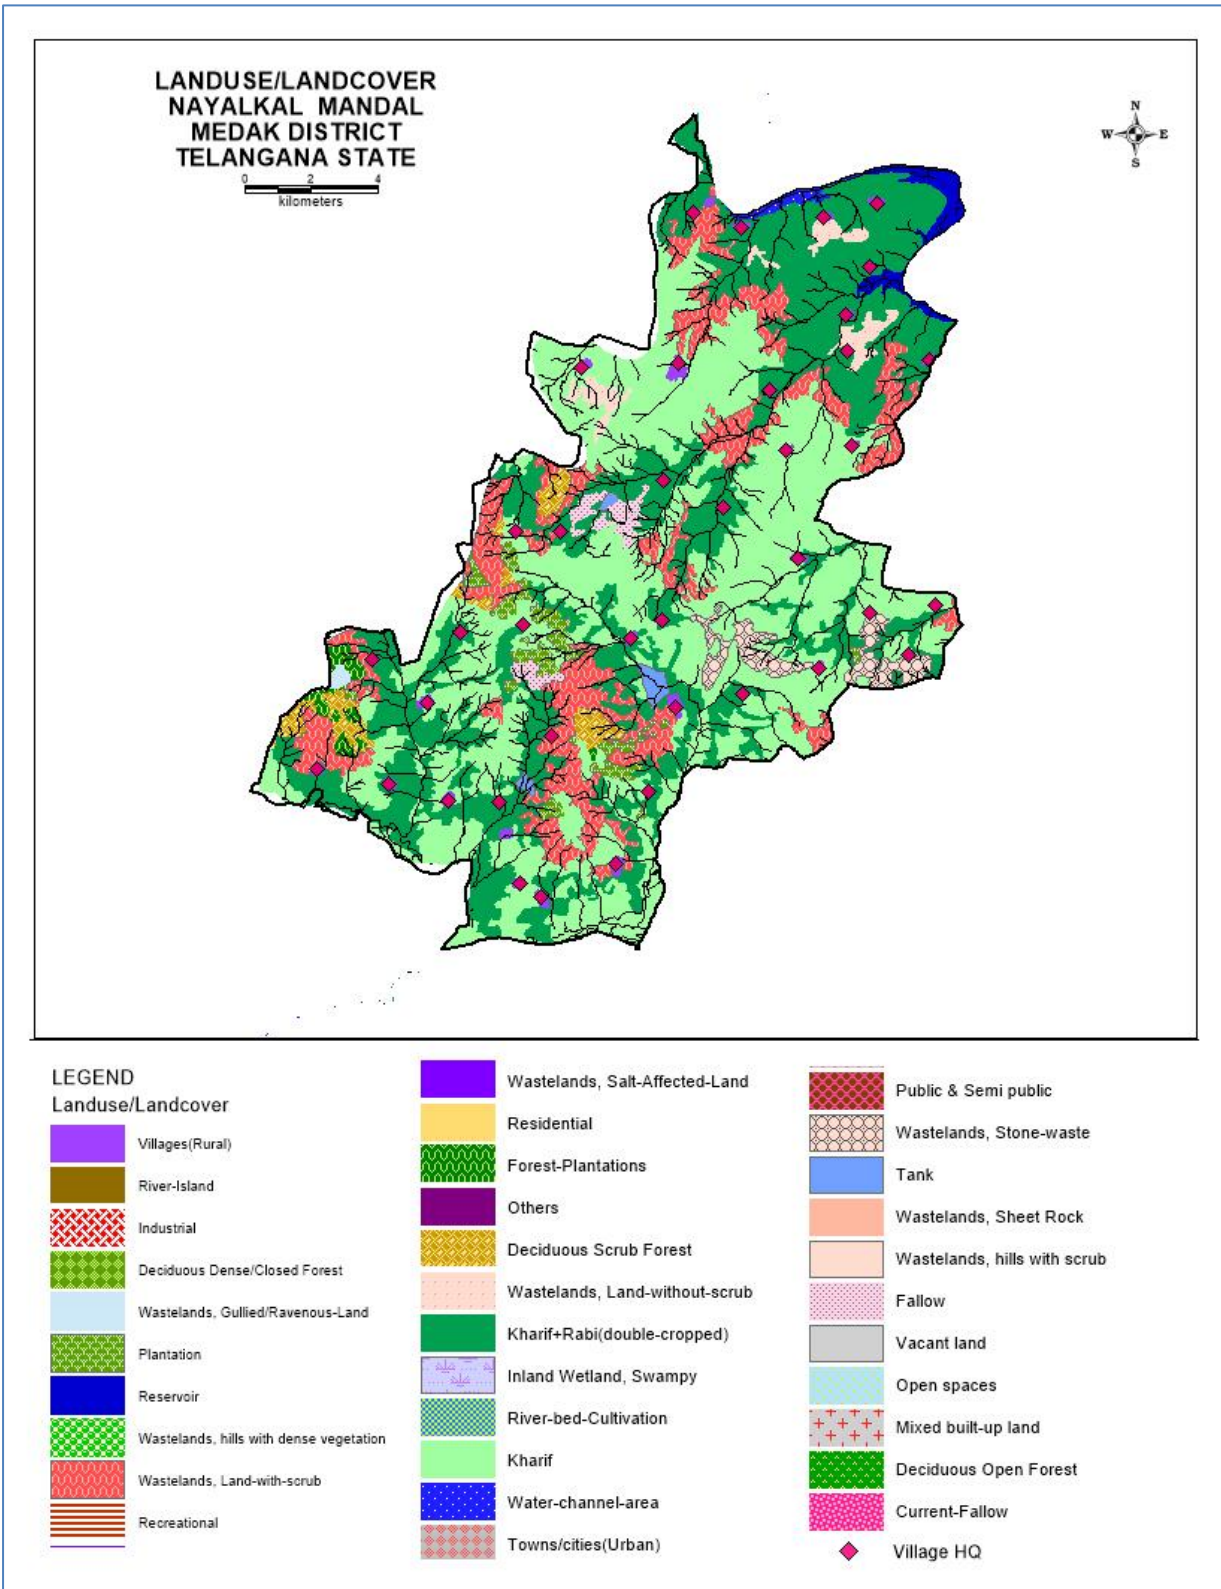 LANDUSE/LANDCOVER
NAYALKAL MANDAL
MEDAK DISTRICT
TELANGANA STATE
0 2 4
kilometers
N
W E
S
LEGEND
Landuse/Landcover
Villages(Rural)
River-Island
Industrial
Deciduous Dense/Closed Forest
Wastelands, Gullied/Ravenous-Land
Plantation
Reservoir
Wastelands, hills with dense vegetation
Wastelands, Land-with-scrub
Recreational
Wastelands, Salt-Affected-Land
Residential
Forest-Plantations
Others
Deciduous Scrub Forest
Wastelands, Land-without-scrub
Kharif+Rabi(double-cropped)
Inland Wetland, Swampy
River-bed-Cultivation
Kharif
Water-channel-area
Towns/cities(Urban)
Public & Semi public
Wastelands, Stone-waste
Tank
Wastelands, Sheet Rock
Wastelands, hills with scrub
Fallow
Vacant land
Open spaces
Mixed built-up land
Deciduous Open Forest
Current-Fallow
Village HQ